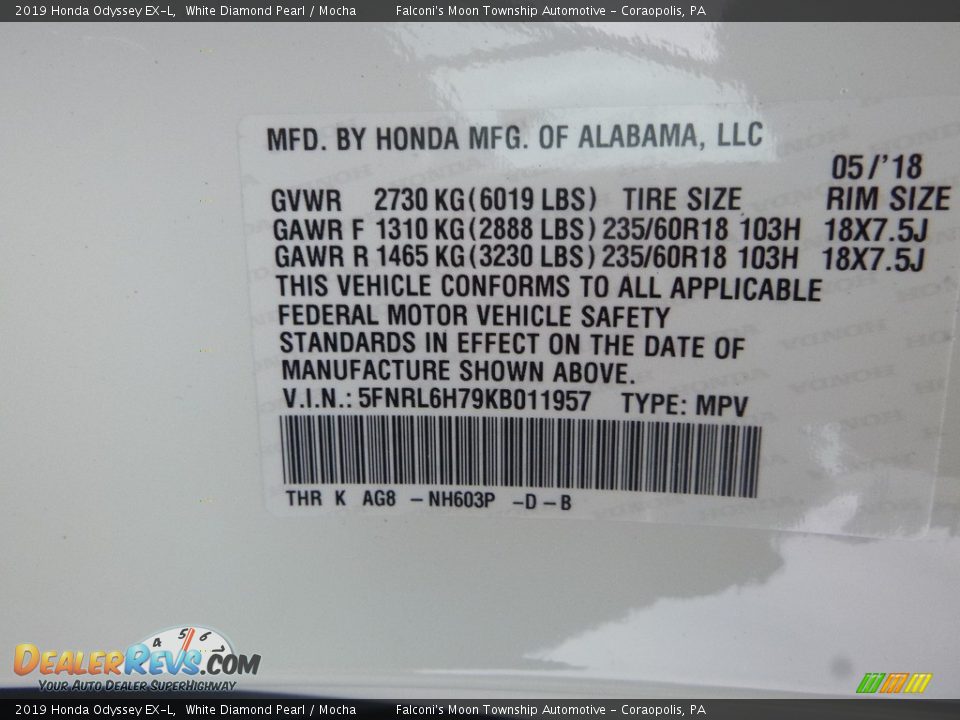 2019 Honda Odyssey EX-L, White Diamond Pearl / Mocha Falconi's Moon Township Automotive - Coraopolis, PA
MFD. BY HONDA MFG. OF ALABAMA, LLC
05/'18
GVWR 2730 KG(6019 LBS) TIRE SIZE RIM SIZE
GAWR F 1310 KG(2888 LBS) 235/60R18 103H 18X7.5J
GAWR R 1465 KG(3230 LBS) 235/60R18 103H 18X7.5J
THIS VEHICLE CONFORMS TO ALL APPLICABLE
FEDERAL MOTOR VEHICLE SAFETY
STANDARDS IN EFFECT ON THE DATE OF
MANUFACTURE SHOWN ABOVE.
V.I.N.: 5FNRL6H79KB011957 TYPE: MPV
THR K AG8 -NH603P -D-B
4 5 6 7
DEALERREVS.COM
YOUR AUTO DEALER SUPERHIGHWAY
2019 Honda Odyssey EX-L, White Diamond Pearl / Mocha Falconi's Moon Township Automotive - Coraopolis, PA